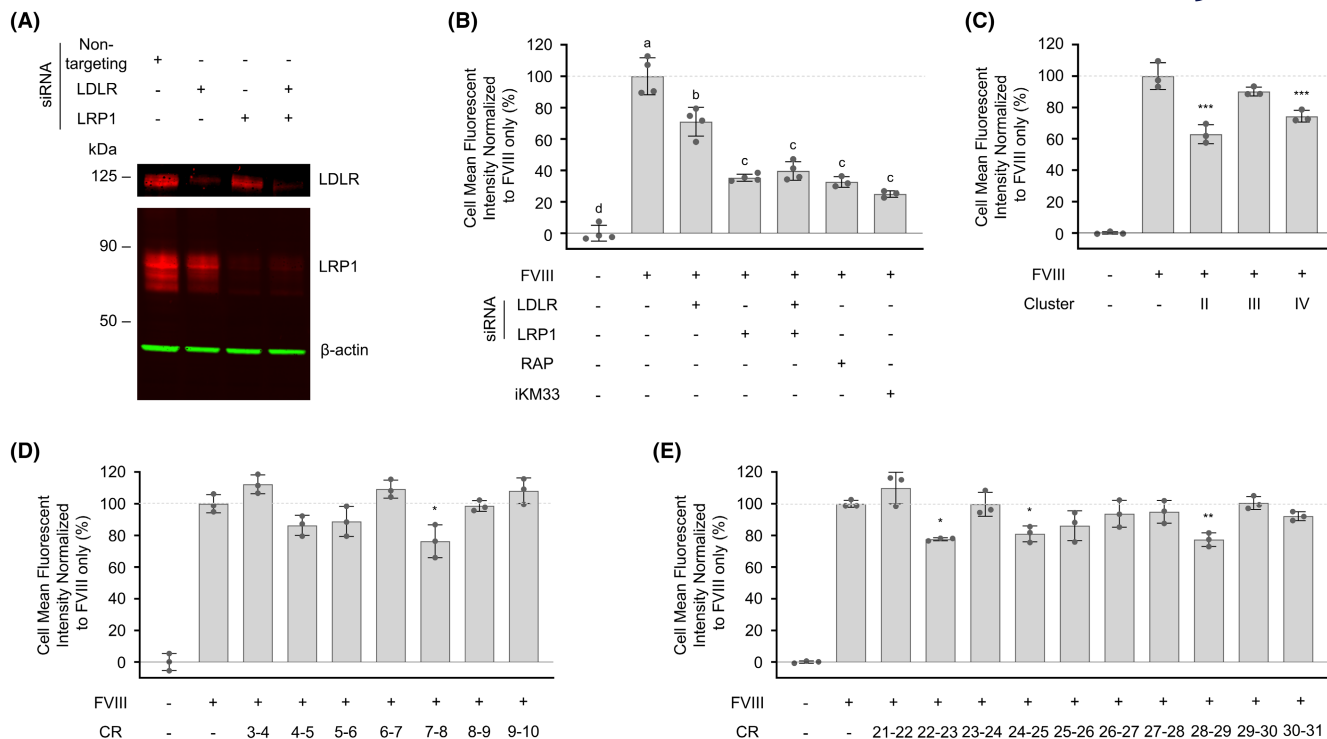 (A)
siRNA
Non-targeting + - - -
LDLR - + - +
LRP1 - - + +
kDa
125 –
LDLR
90 –
LRP1
50 –
β-actin
(B)
Cell Mean Fluorescent
Intensity Normalized
to FVIII only (%)
120
100
80
60
40
20
0
d a b c c c c
FVIII - + + + + + +
siRNA
LDLR - - + - + - -
LRP1 - - - + + - -
RAP - - - - - + -
iKM33 - - - - - - +
(C)
Cell Mean Fluorescent
Intensity Normalized
to FVIII only (%)
120
100
80
60
40
20
0
*** ***
FVIII - + + + +
Cluster - - II III IV
(D)
Cell Mean Fluorescent
Intensity Normalized
to FVIII only (%)
120
100
80
60
40
20
0
*
FVIII - + + + + + + + +
CR - - 3-4 4-5 5-6 6-7 7-8 8-9 9-10
(E)
Cell Mean Fluorescent
Intensity Normalized
to FVIII only (%)
120
100
80
60
40
20
0
* * **
FVIII - + + + + + + + + + + +
CR - - 21-22 22-23 23-24 24-25 25-26 26-27 27-28 28-29 29-30 30-31